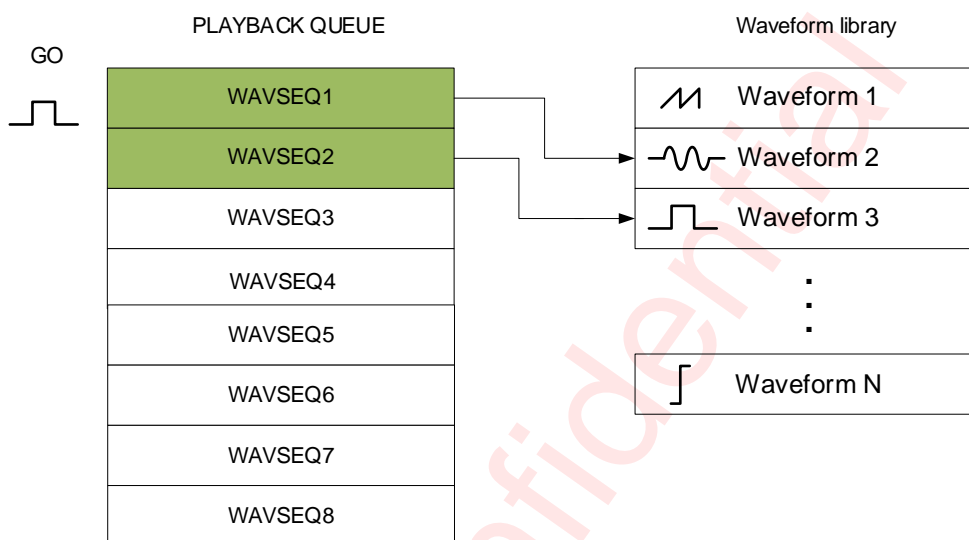 PLAYBACK QUEUE
Waveform library
GO
WAVSEQ1
WAVSEQ2
WAVSEQ3
WAVSEQ4
WAVSEQ5
WAVSEQ6
WAVSEQ7
WAVSEQ8
Waveform 1
Waveform 2
Waveform 3
Waveform N
nfidential